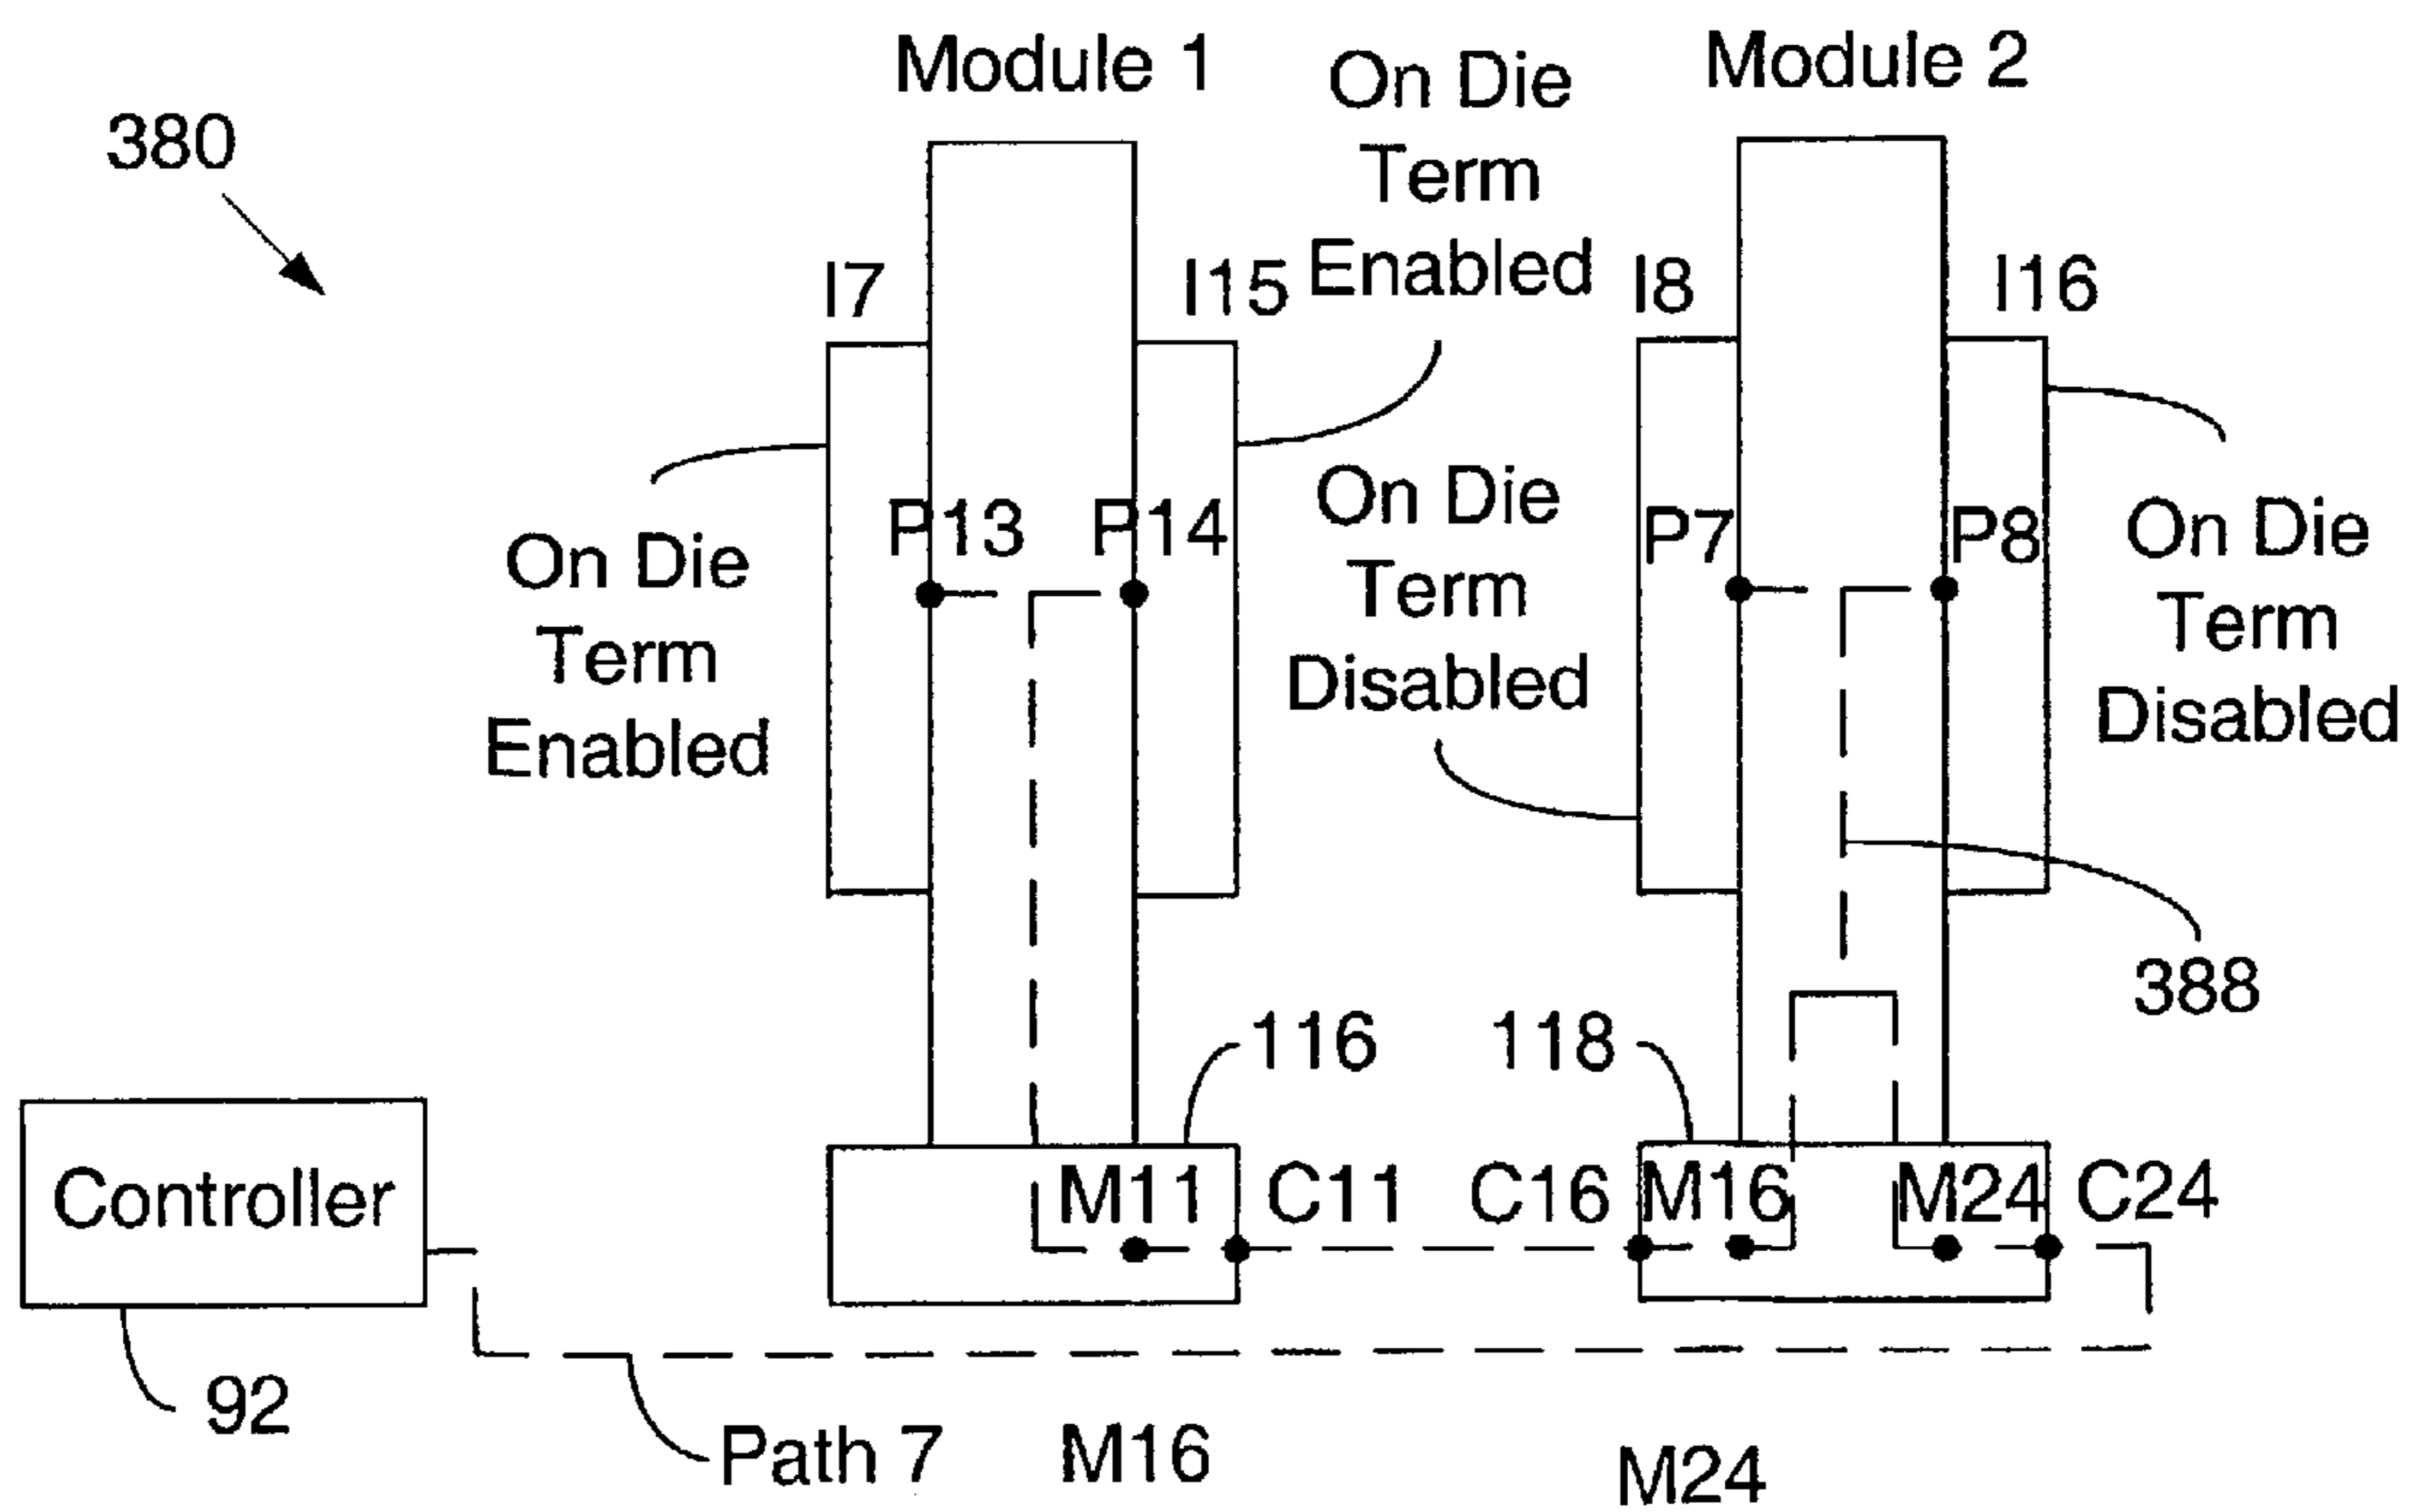 Module 1
On Die
Term
Enabled
Module 2
380
I7
I15
I8
I16
On Die
Term
Enabled
P13
P14
On Die
Term
Disabled
P7
P8
On Die
Term
Disabled
388
116
118
Controller
M11
C11
C16
M16
M24
C24
92
Path 7
M16
M24